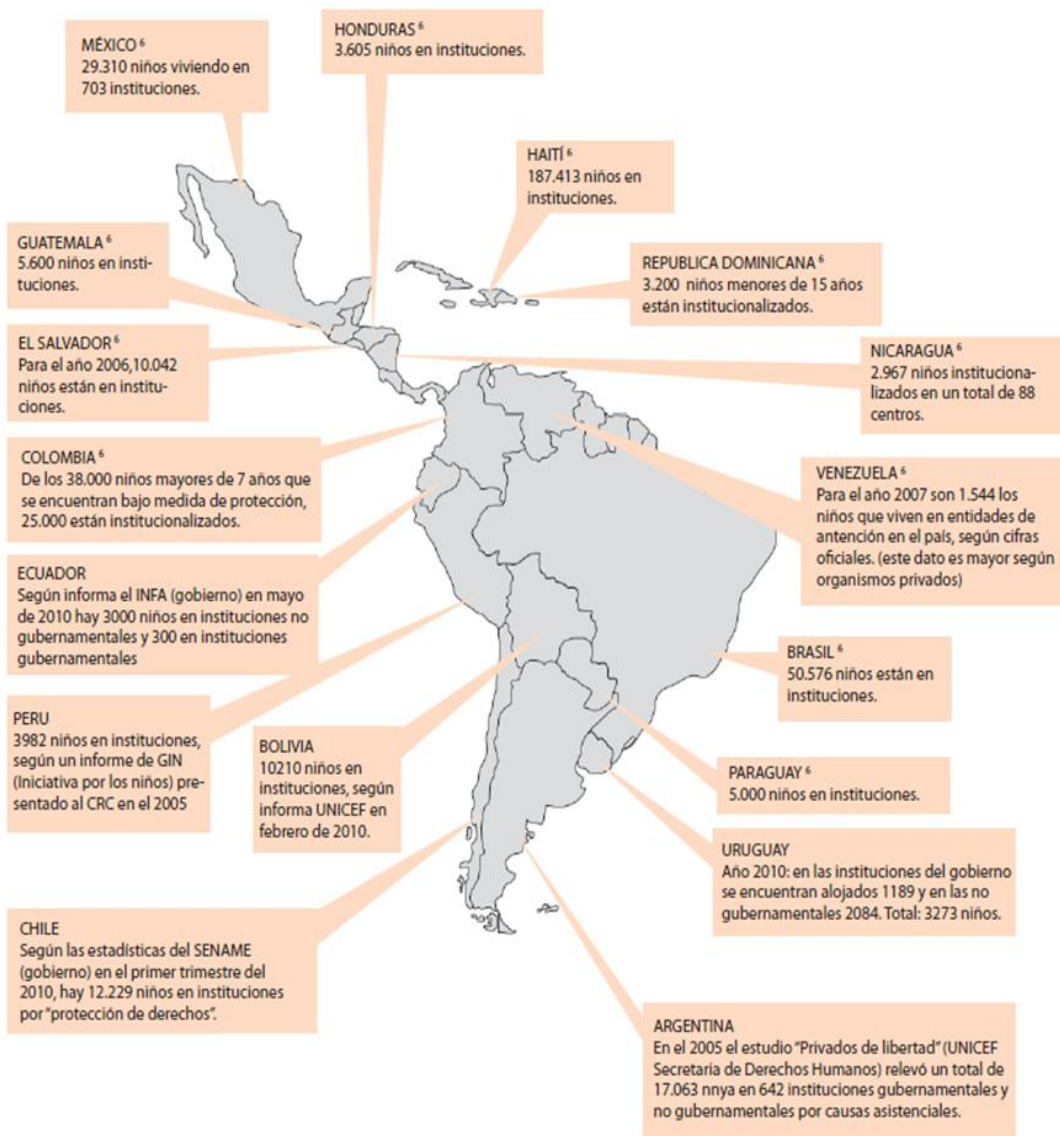 MÉXICO ⁶
29.310 niños viviendo en
703 instituciones.
HONDURAS ⁶
3.605 niños en instituciones.
HAITÍ ⁶
187.413 niños en
instituciones.
GUATEMALA ⁶
5.600 niños en insti-
tuciones.
REPUBLICA DOMINICANA ⁶
3.200 niños menores de 15 años
están institucionalizados.
EL SALVADOR ⁶
Para el año 2006,10.042
niños están en institu-
ciones.
NICARAGUA ⁶
2.967 niños instituciona-
lizados en un total de 88
centros.
COLOMBIA ⁶
De los 38.000 niños mayores de 7 años que
se encuentran bajo medida de protección,
25.000 están institucionalizados.
VENEZUELA ⁶
Para el año 2007 son 1.544 los
niños que viven en entidades de
antención en el país, según cifras
oficiales. (este dato es mayor según
organismos privados)
ECUADOR
Según informa el INFA (gobierno) en mayo
de 2010 hay 3000 niños en instituciones no
gubernamentales y 300 en instituciones
gubernamentales
BRASIL ⁶
50.576 niños están en
instituciones.
PERU
3982 niños en instituciones,
según un informe de GIN
(Iniciativa por los niños) pre-
sentado al CRC en el 2005
BOLIVIA
10210 niños en
instituciones, según
informa UNICEF en
febrero de 2010.
PARAGUAY ⁶
5.000 niños en instituciones.
URUGUAY
Año 2010: en las instituciones del gobierno
se encuentran alojados 1189 y en las no
gubernamentales 2084. Total: 3273 niños.
CHILE
Según las estadísticas del SENAME
(gobierno) en el primer trimestre del
2010, hay 12.229 niños en instituciones
por "protección de derechos".
ARGENTINA
En el 2005 el estudio "Privados de libertad" (UNICEF
Secretaria de Derechos Humanos) relevó un total de
17.063 nnya en 642 instituciones gubernamentales y
no gubernamentales por causas asistenciales.